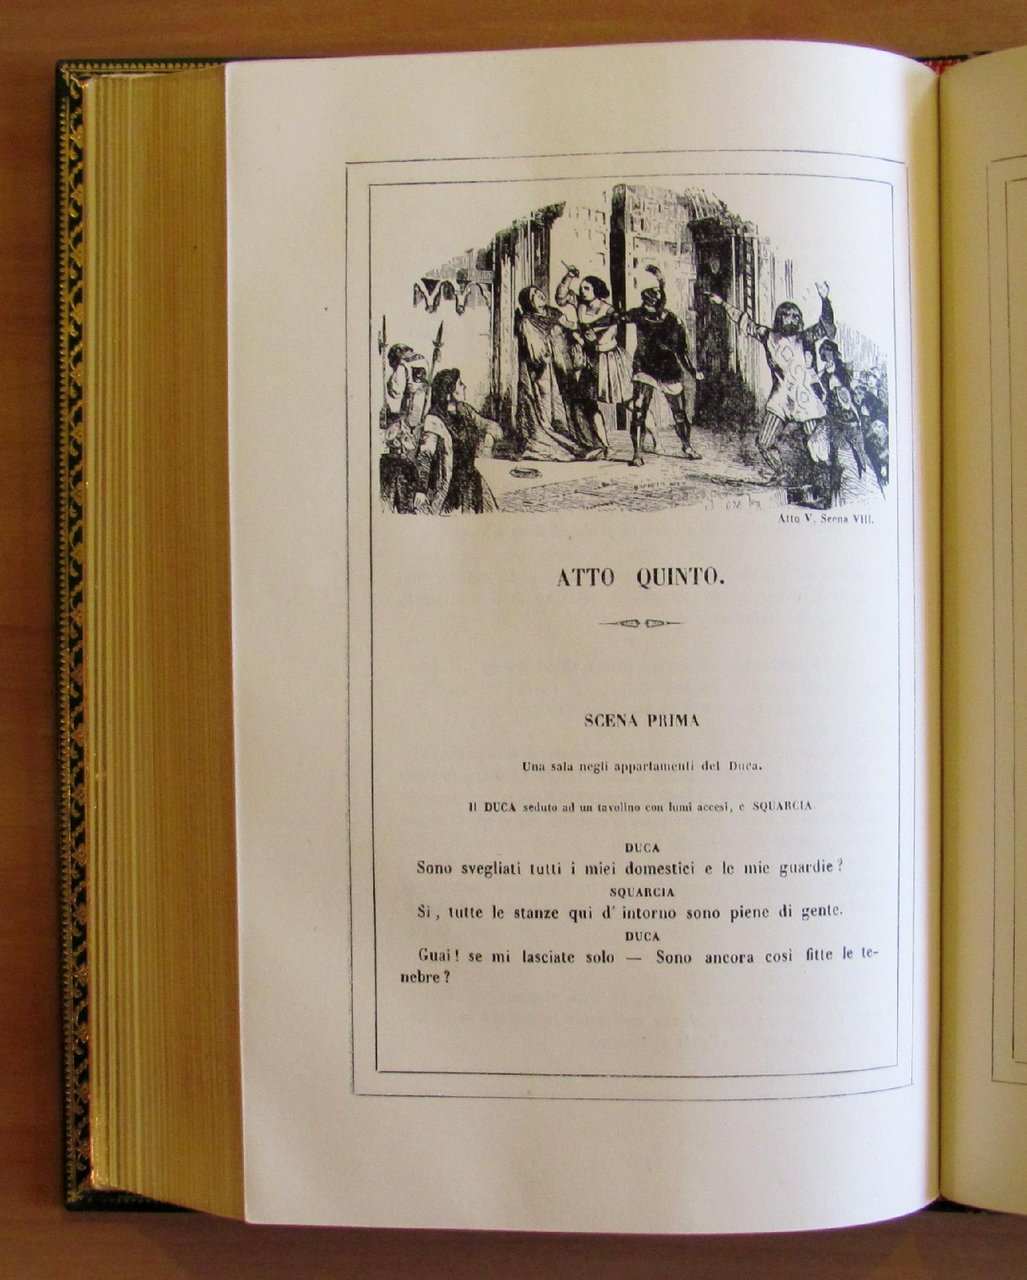 Atto V. Scena VIII.
ATTO QUINTO.
SCENA PRIMA
Una sala negli appartamenti del Duca.
Il DUCA seduto ad un tavolino con lumi accesi, e SQUARCIA
DUCA
Sono svegliati tutti i miei domestici e le mie guardie?
SQUARCIA
Si, tutte le stanze qui d' intorno sono piene di gente.
DUCA
Guai! se mi lasciate solo — Sono ancora cosi fitte le te-
nebre?